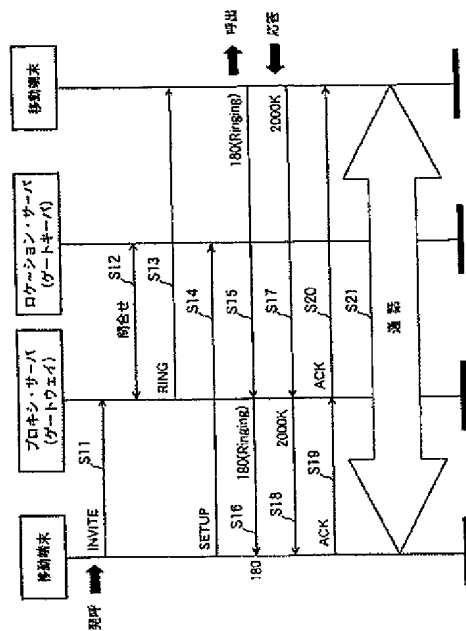 移動端末
プロキシ・サーバ
(ゲートウェイ)
ロケーション・サーバ
(ゲートキーパ)
移動端末
発呼
INVITE
S11
問合せ
S12
RING
S13
SETUP
S14
180(Ringing)
S15
呼出
180
S16
180(Ringing)
2000K
S17
応答
S18
2000K
ACK
S19
ACK
S20
S21
通話